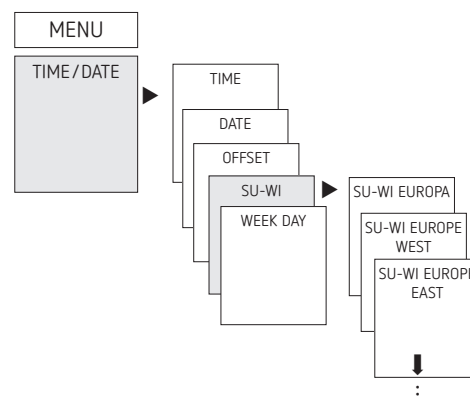 MENU
TIME/DATE
TIME
DATE
OFFSET
SU-WI
WEEK DAY
SU-WI EUROPA
SU-WI EUROPE
WEST
SU-WI EUROPE
EAST
: